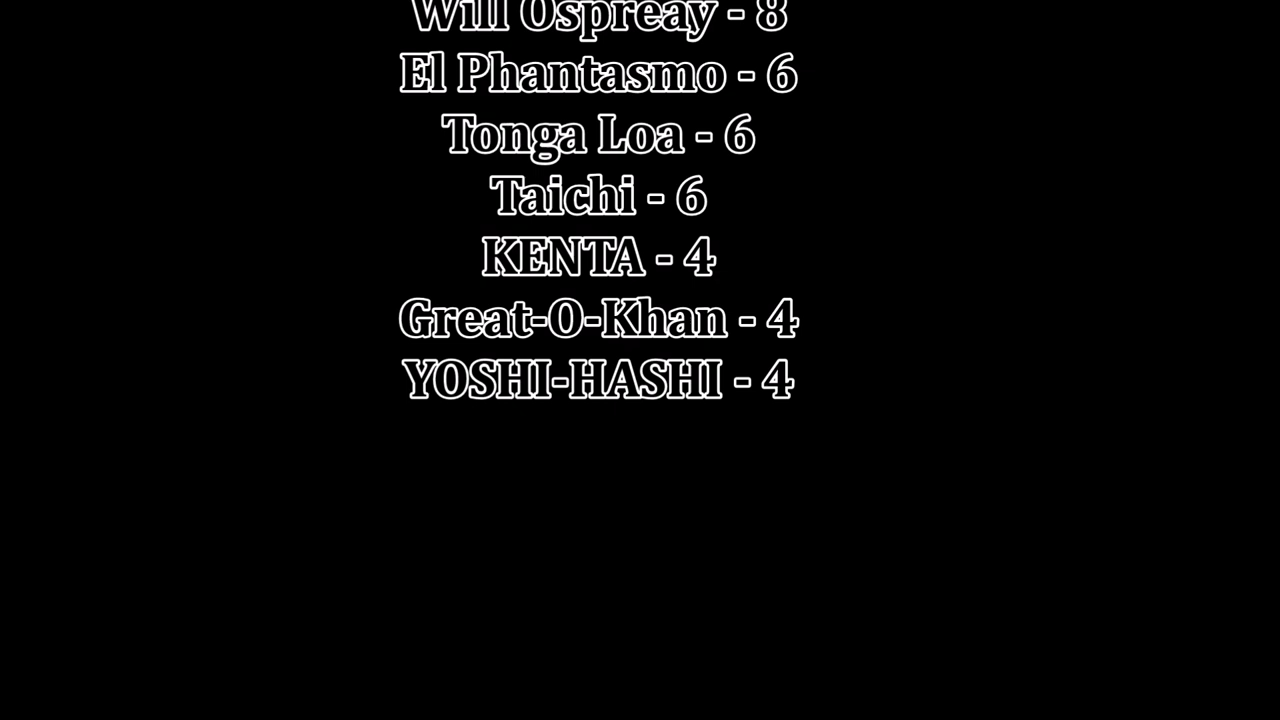 Will Ospreay - 8
El Phantasmo - 6
Tonga Loa - 6
Taichi - 6
KENTA - 4
Great-O-Khan - 4
YOSHI-HASHI - 4